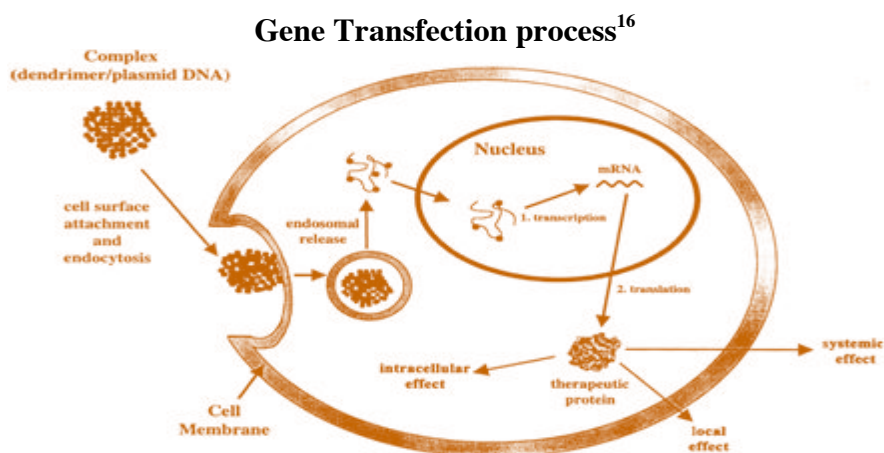 Gene Transfection process16
Complex
(dendrimer/plasmid DNA)
cell surface
attachment
and
endocytosis
endosomal
release
Nucleus
mRNA
1. transcription
2. translation
intracellular
effect
therapeutic
protein
systemic
effect
local
effect
Cell
Membrane